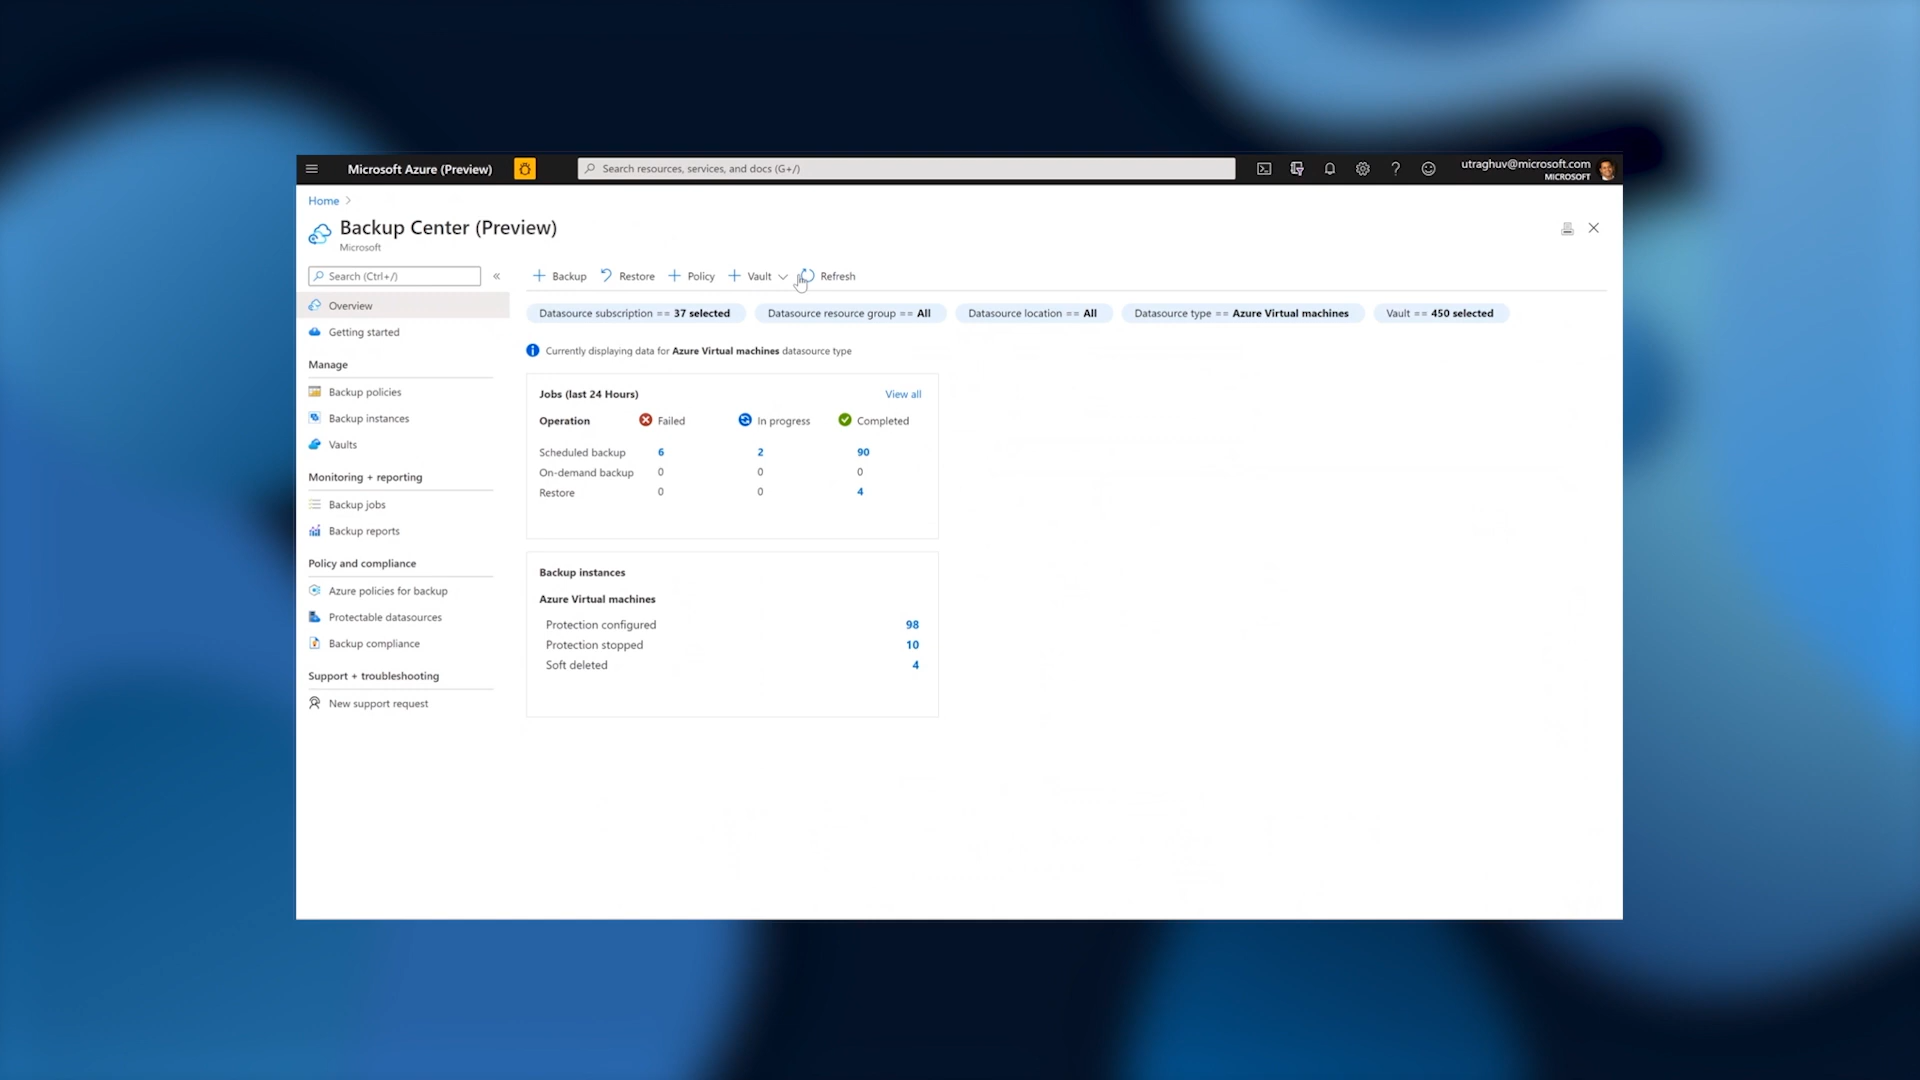 Microsoft Azure (Preview)
Search resources, services, and docs (G+/)
utraghuv@microsoft.com
MICROSOFT
Home
Backup Center (Preview)
Microsoft
Search (Ctrl+/)
Backup Restore Policy Vault Refresh
Overview
Getting started
Manage
Backup policies
Backup instances
Vaults
Monitoring + reporting
Backup jobs
Backup reports
Policy and compliance
Azure policies for backup
Protectable datasources
Backup compliance
Support + troubleshooting
New support request
Datasource subscription == 37 selected
Datasource resource group == All
Datasource location == All
Datasource type == Azure Virtual machines
Vault == 450 selected
Currently displaying data for Azure Virtual machines datasource type
Jobs (last 24 Hours) View all
Operation Failed In progress Completed
Scheduled backup 6 2 90
On-demand backup 0 0 0
Restore 0 0 4
Backup instances
Azure Virtual machines
Protection configured 98
Protection stopped 10
Soft deleted 4